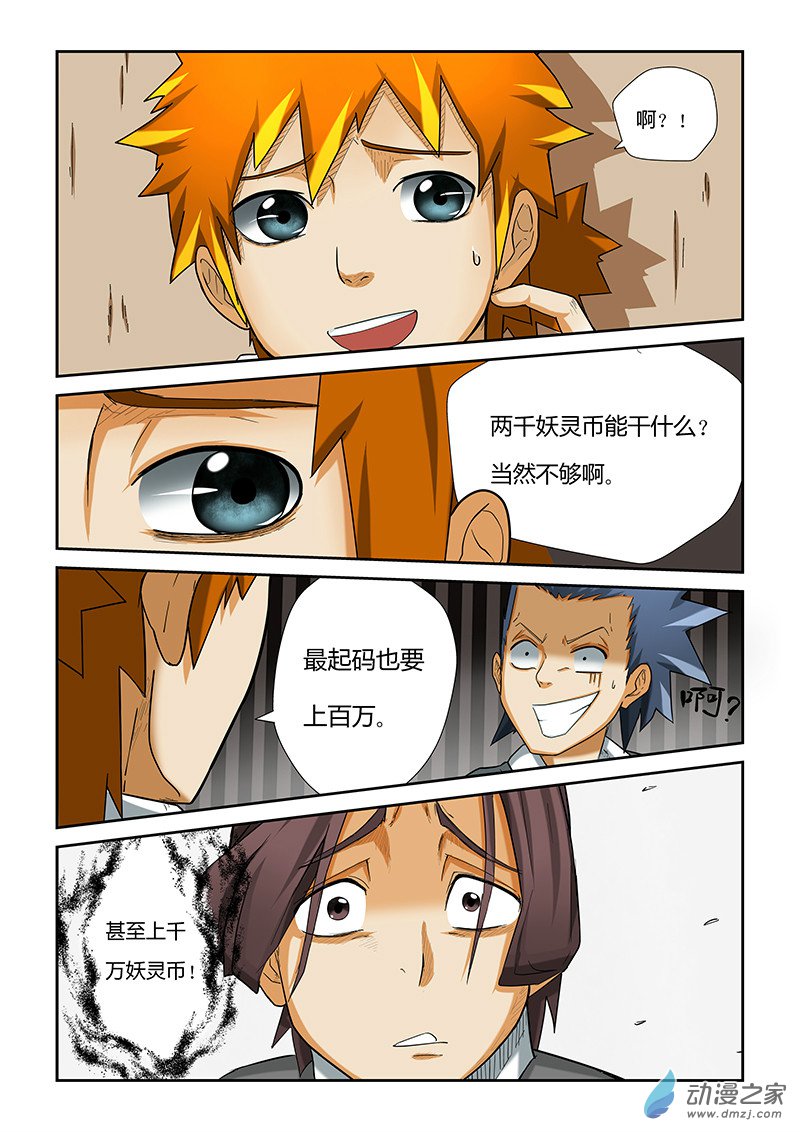 啊？！
两千妖灵币能干什么？
当然不够啊。
最起码也要
上百万。
啊？
甚至上千
万妖灵币！
动漫之家
www.dmzj.com